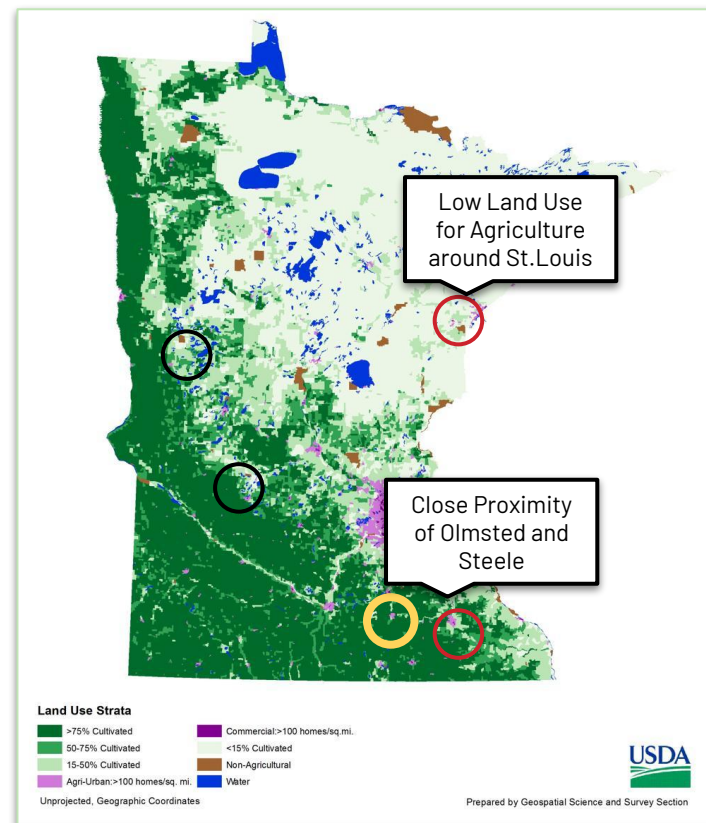 Low Land Use
for Agriculture
around St.Louis
Close Proximity
of Olmsted and
Steele
Land Use Strata
>75% Cultivated
50-75% Cultivated
15-50% Cultivated
Agri-Urban:>100 homes/sq. mi.
Commercial:>100 homes/sq.mi.
<15% Cultivated
Non-Agricultural
Water
USDA
Unprojected, Geographic Coordinates
Prepared by Geospatial Science and Survey Section